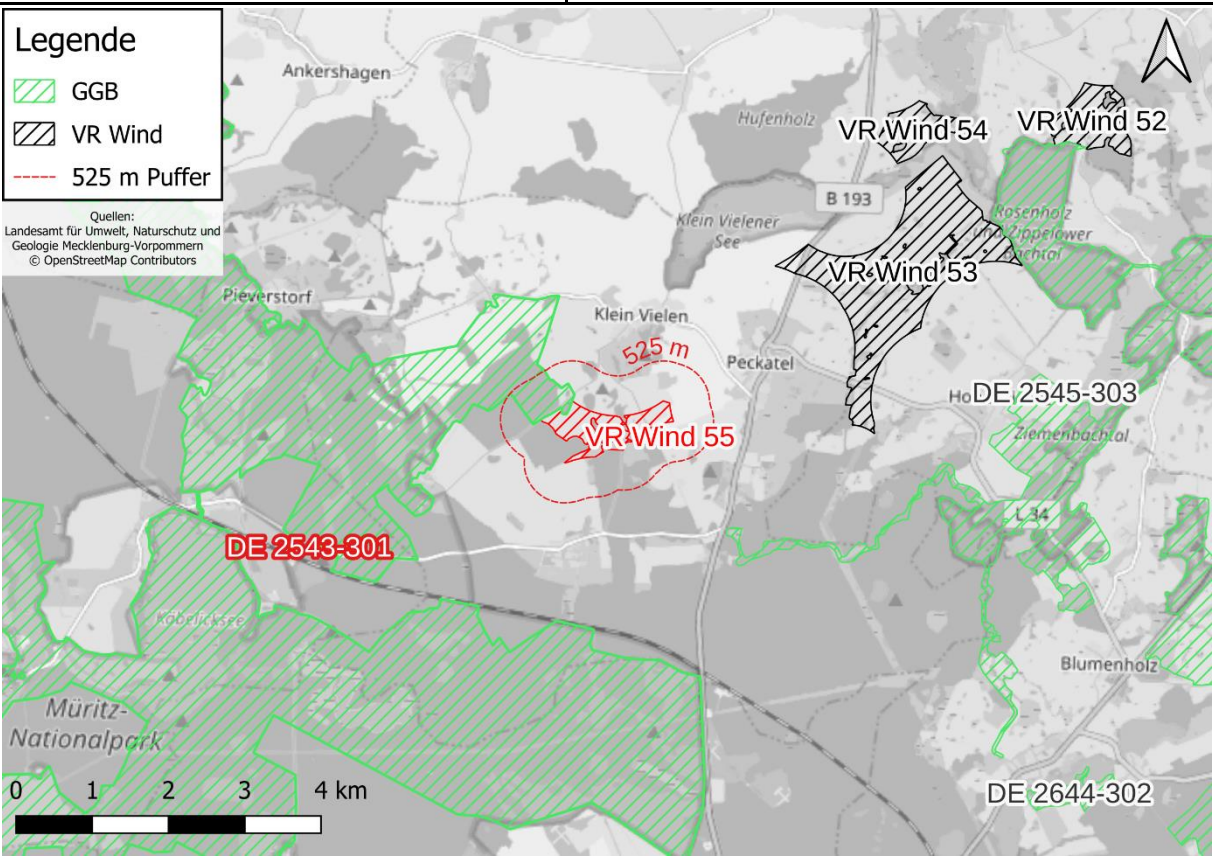 Legende
GGB
VR Wind
525 m Puffer
Quellen:
Landesamt für Umwelt, Naturschutz und
Geologie Mecklenburg-Vorpommern
© OpenStreetMap Contributors
Ankershagen
Hufenholz
VR Wind 54
VR Wind 52
B 193
Klein Vielener
See
Rosenholz
und Zippelower
Bachtal
VR Wind 53
Pieverstorf
Klein Vielen
525 m
Peckatel
Ho
DE 2545-303
Ziemenbachtal
VR Wind 55
L 34
DE 2543-301
Käbelicksee
Blumenholz
Müritz-
Nationalpark
0 1 2 3 4 km
DE 2644-302